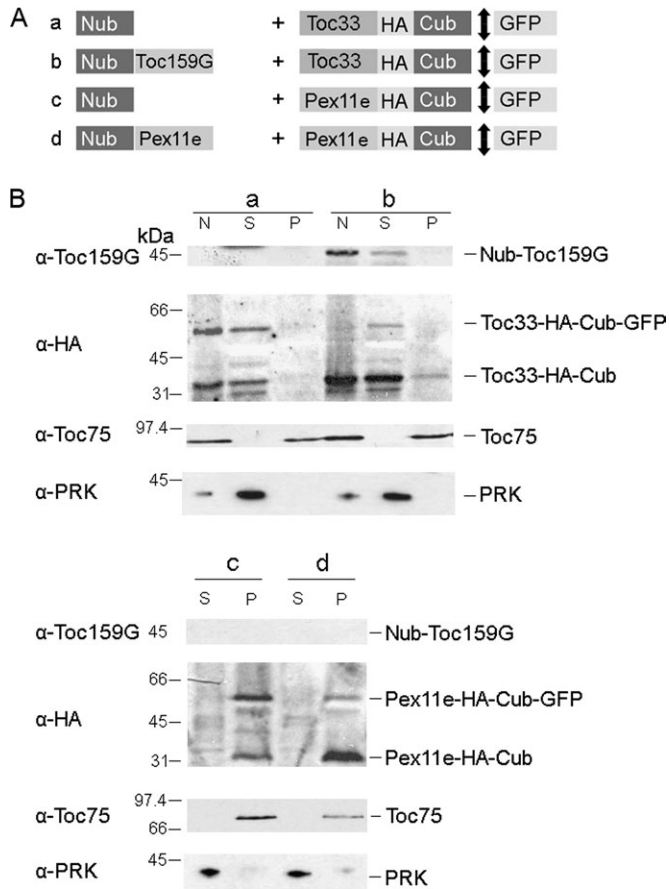 A
a Nub + Toc33 HA Cub GFP
b Nub Toc159G + Toc33 HA Cub GFP
c Nub + Pex11e HA Cub GFP
d Nub Pex11e + Pex11e HA Cub GFP
B
a b
kDa N S P N S P
α-Toc159G 45 Nub-Toc159G
66
Toc33-HA-Cub-GFP
α-HA
45
Toc33-HA-Cub
31
97.4
α-Toc75 Toc75
45
α-PRK PRK
c d
S P S P
α-Toc159G 45 Nub-Toc159G
66
Pex11e-HA-Cub-GFP
α-HA 45
31 Pex11e-HA-Cub
97.4
α-Toc75 Toc75
66
45
α-PRK PRK